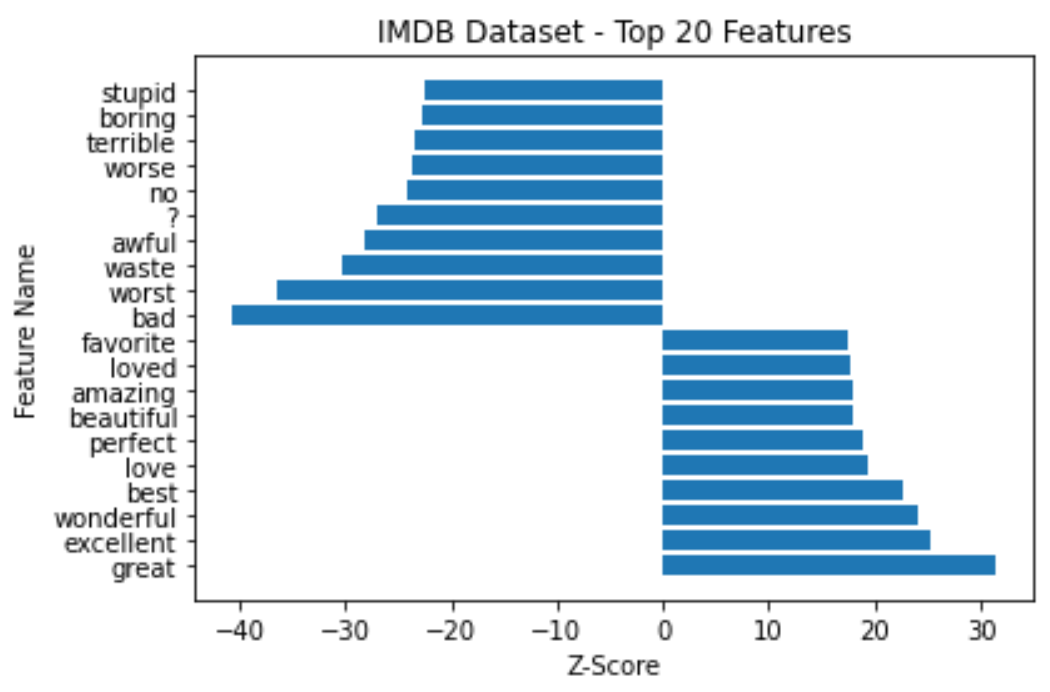 IMDB Dataset - Top 20 Features
Feature Name
stupid
boring
terrible
worse
no
?
awful
waste
worst
bad
favorite
loved
amazing
beautiful
perfect
love
best
wonderful
excellent
great
−40 −30 −20 −10 0 10 20 30
Z-Score